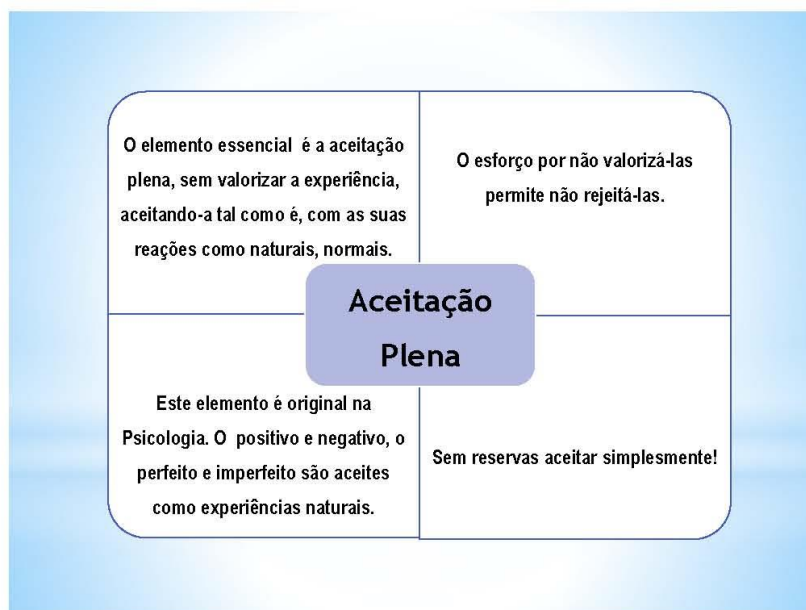 O elemento essencial é a aceitação
plena, sem valorizar a experiência,
aceitando-a tal como é, com as suas
reações como naturais, normais.
O esforço por não valorizá-las
permite não rejeitá-las.
Aceitação
Plena
Este elemento é original na
Psicologia. O positivo e negativo, o
perfeito e imperfeito são aceites
como experiências naturais.
Sem reservas aceitar simplesmente!